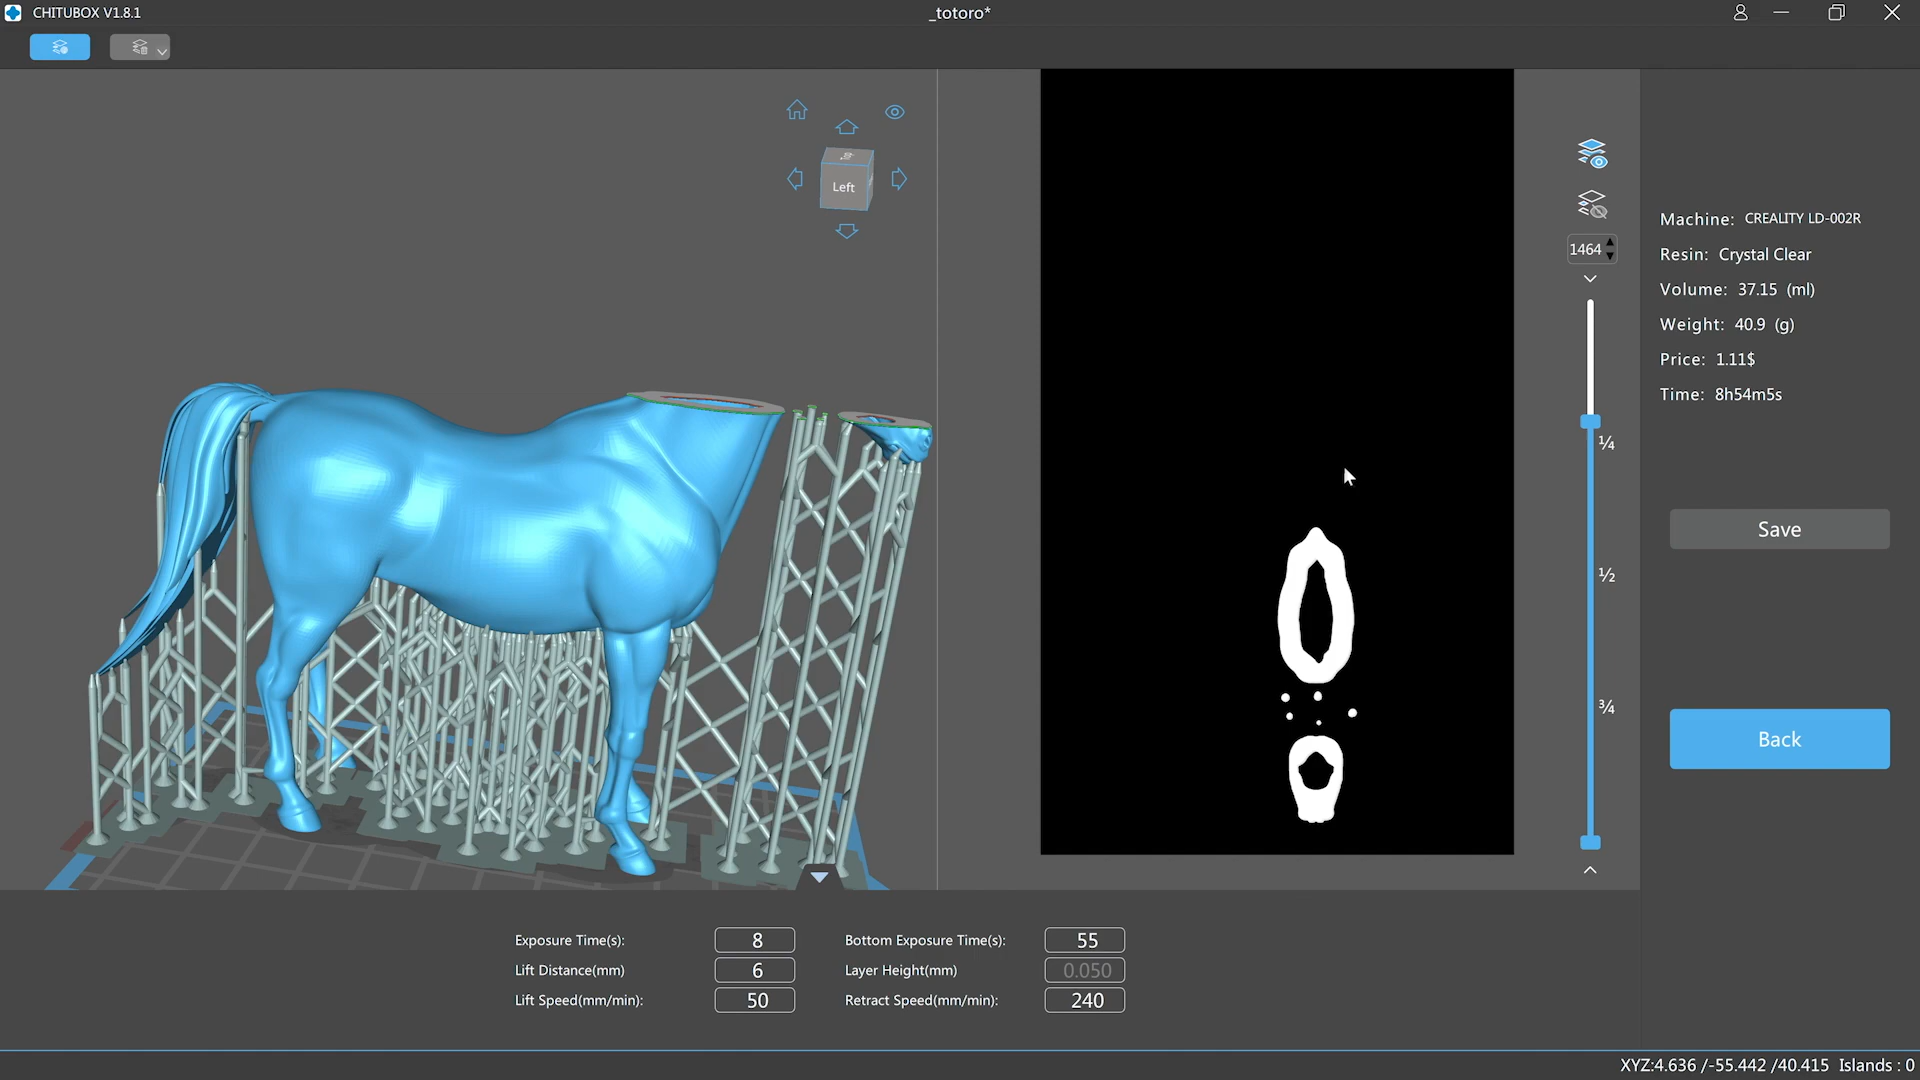 CHITUBOX V1.8.1
_totoro*
Left
1464
Machine: CREALITY LD-002R
Resin: Crystal Clear
Volume: 37.15 (ml)
Weight: 40.9 (g)
Price: 1.11$
Time: 8h54m5s
¼
½
¾
Save
Back
Exposure Time(s): 8
Bottom Exposure Time(s): 55
Lift Distance(mm) 6
Layer Height(mm) 0.050
Lift Speed(mm/min): 50
Retract Speed(mm/min): 240
XYZ:4.636 /-55.442 /40.415 Islands : 0